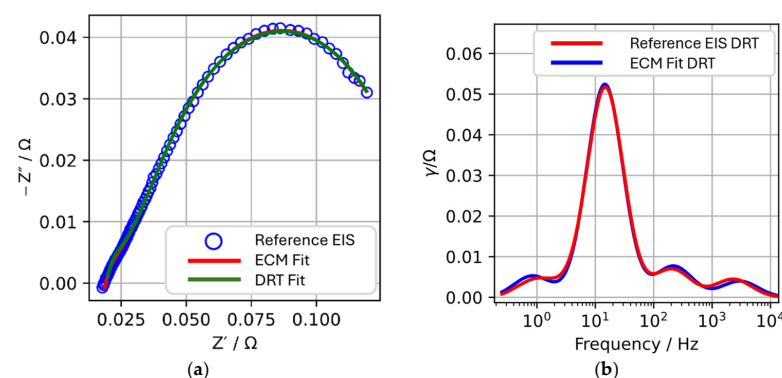 0.04
0.03
0.02
0.01
0.00
− Z″ / Ω
Reference EIS
ECM Fit
DRT Fit
0.025 0.050 0.075 0.100
Z′ / Ω
(a)
0.06
0.05
0.04
0.03
0.02
0.01
0.00
γ/Ω
Reference EIS DRT
ECM Fit DRT
10⁰ 10¹ 10² 10³ 10⁴
Frequency / Hz
(b)